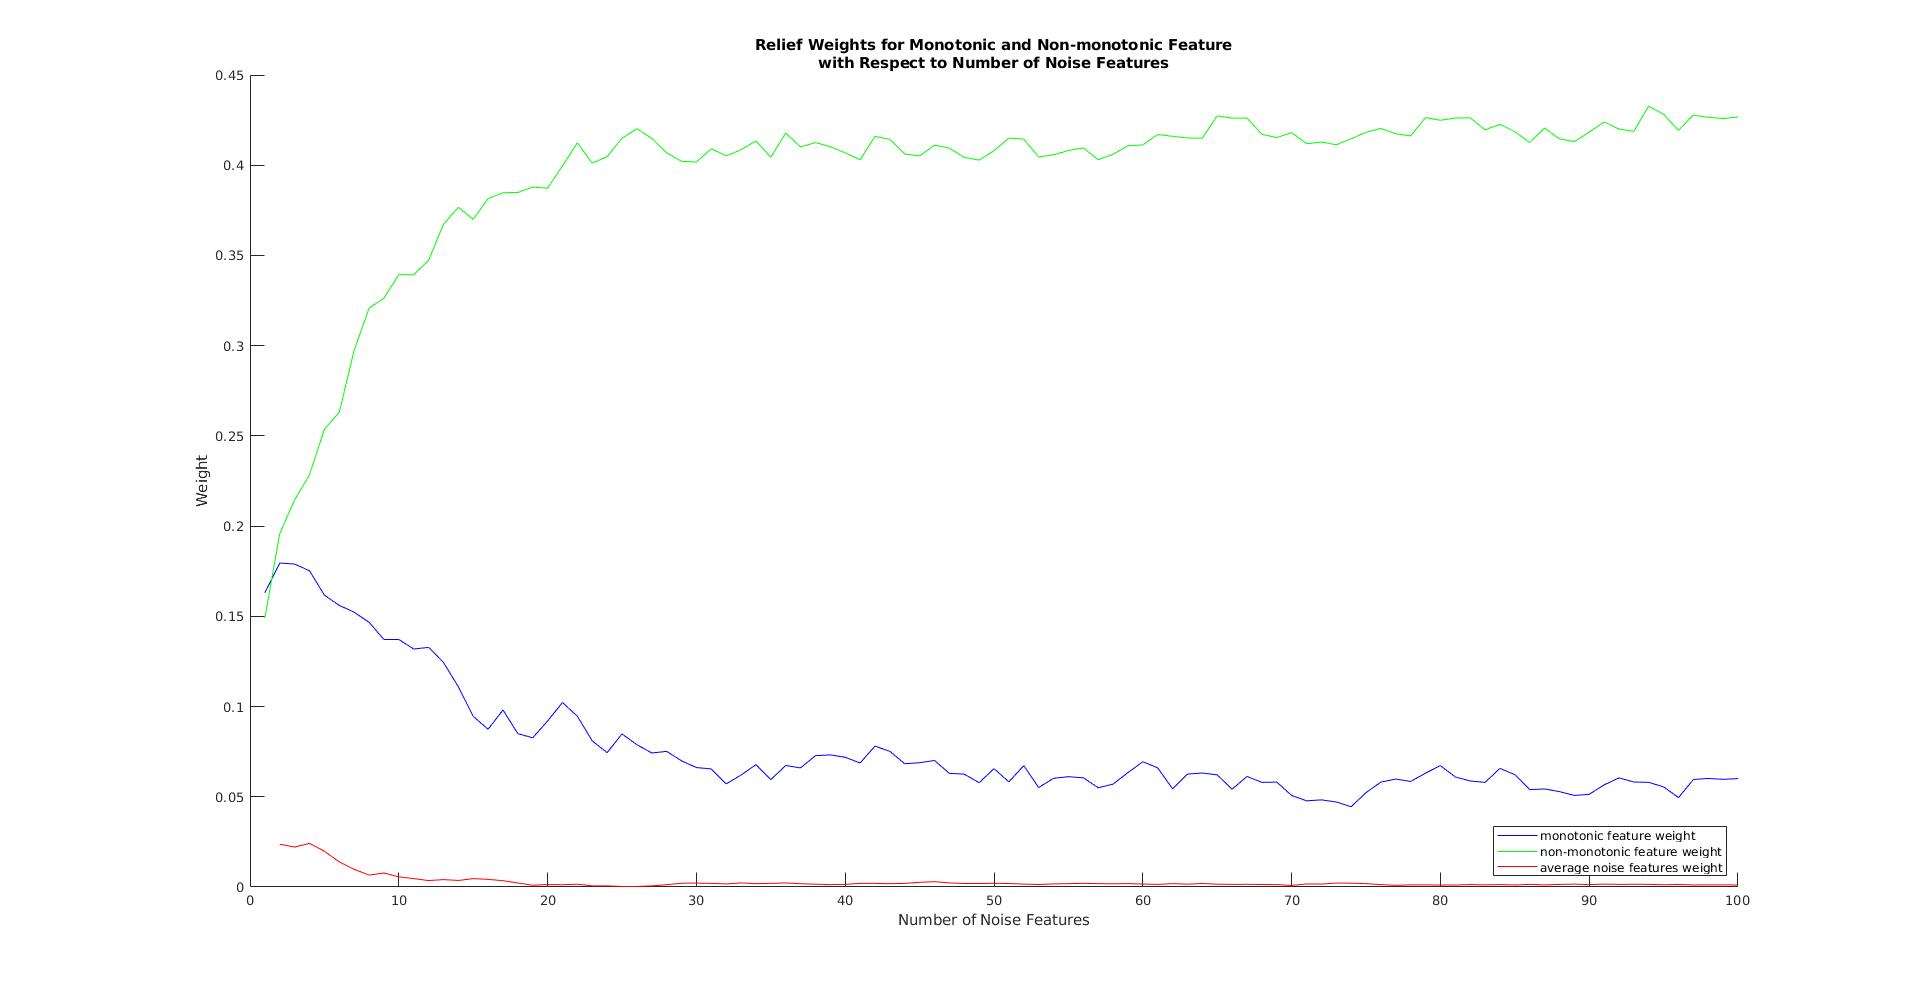 Relief Weights for Monotonic and Non-monotonic Feature
with Respect to Number of Noise Features
0.45
0.4
0.35
0.3
0.25
0.2
0.15
0.1
0.05
0
Weight
0 10 20 30 40 50 60 70 80 90 100
Number of Noise Features
monotonic feature weight
non-monotonic feature weight
average noise features weight